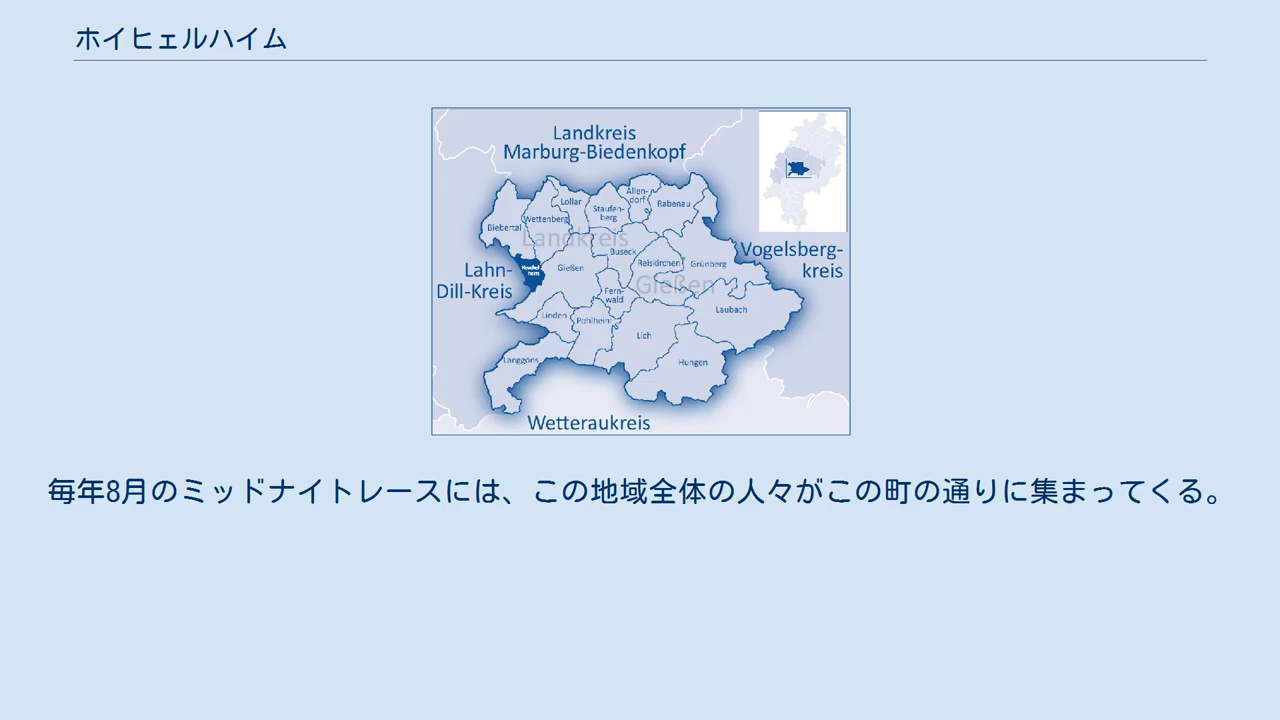 ホイヒェルハイム
Landkreis
Marburg-Biedenkopf
Allen-
dorf
Lollar
Rabenau
Staufen-
berg
Wettenberg
Biebertal
Landkreis
Buseck
Vogelsberg-
kreis
Reiskirchen
Grünberg
Gießen
Heuchel-
heim
Lahn-
Dill-Kreis
Gießen
Fern-
wald
Laubach
Linden
Pohlheim
Lich
Langgöns
Hungen
Wetteraukreis
毎年8月のミッドナイトレースには、この地域全体の人々がこの町の通りに集まってくる。